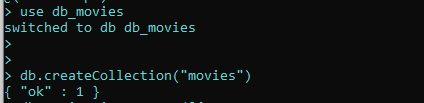 > use db_movies
switched to db db_movies
>
>
> db.createCollection("movies")
{ "ok" : 1 }